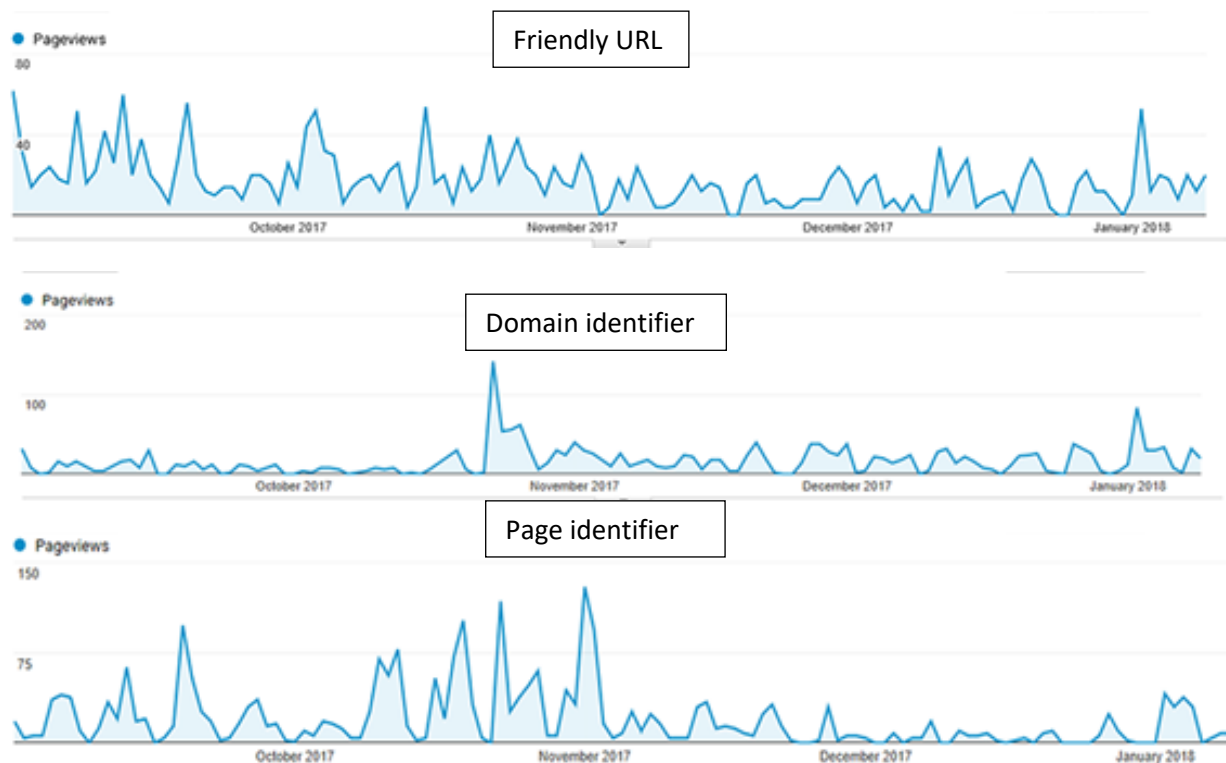 Friendly URL
Pageviews
80
40
October 2017 November 2017 December 2017 January 2018
Domain identifier
Pageviews
200
100
October 2017 November 2017 December 2017 January 2018
Page identifier
Pageviews
150
75
October 2017 November 2017 December 2017 January 2018